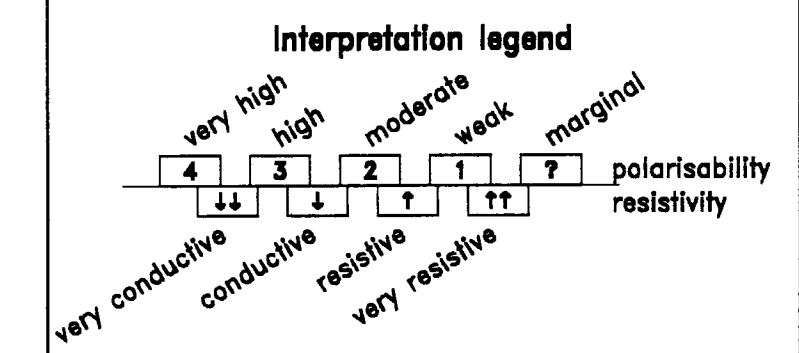 Interpretation legend
very high high moderate weak marginal
4 3 2 1 ? polarisability
↓↓ ↓ ↑ ↑↑ resistivity
very conductive conductive resistive very resistive